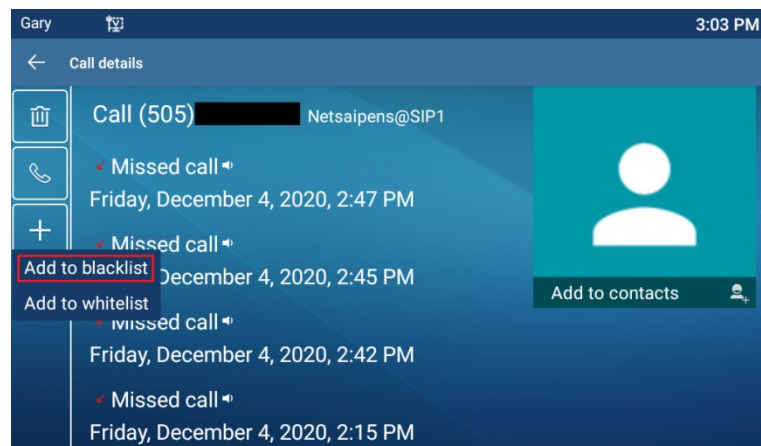 Gary 3:03 PM
Call details
Call (505) Netsaipens@SIP1
Missed call
Friday, December 4, 2020, 2:47 PM
Missed call
Add to blacklist
December 4, 2020, 2:45 PM
Add to whitelist
Add to contacts
Missed call
Friday, December 4, 2020, 2:42 PM
Missed call
Friday, December 4, 2020, 2:15 PM